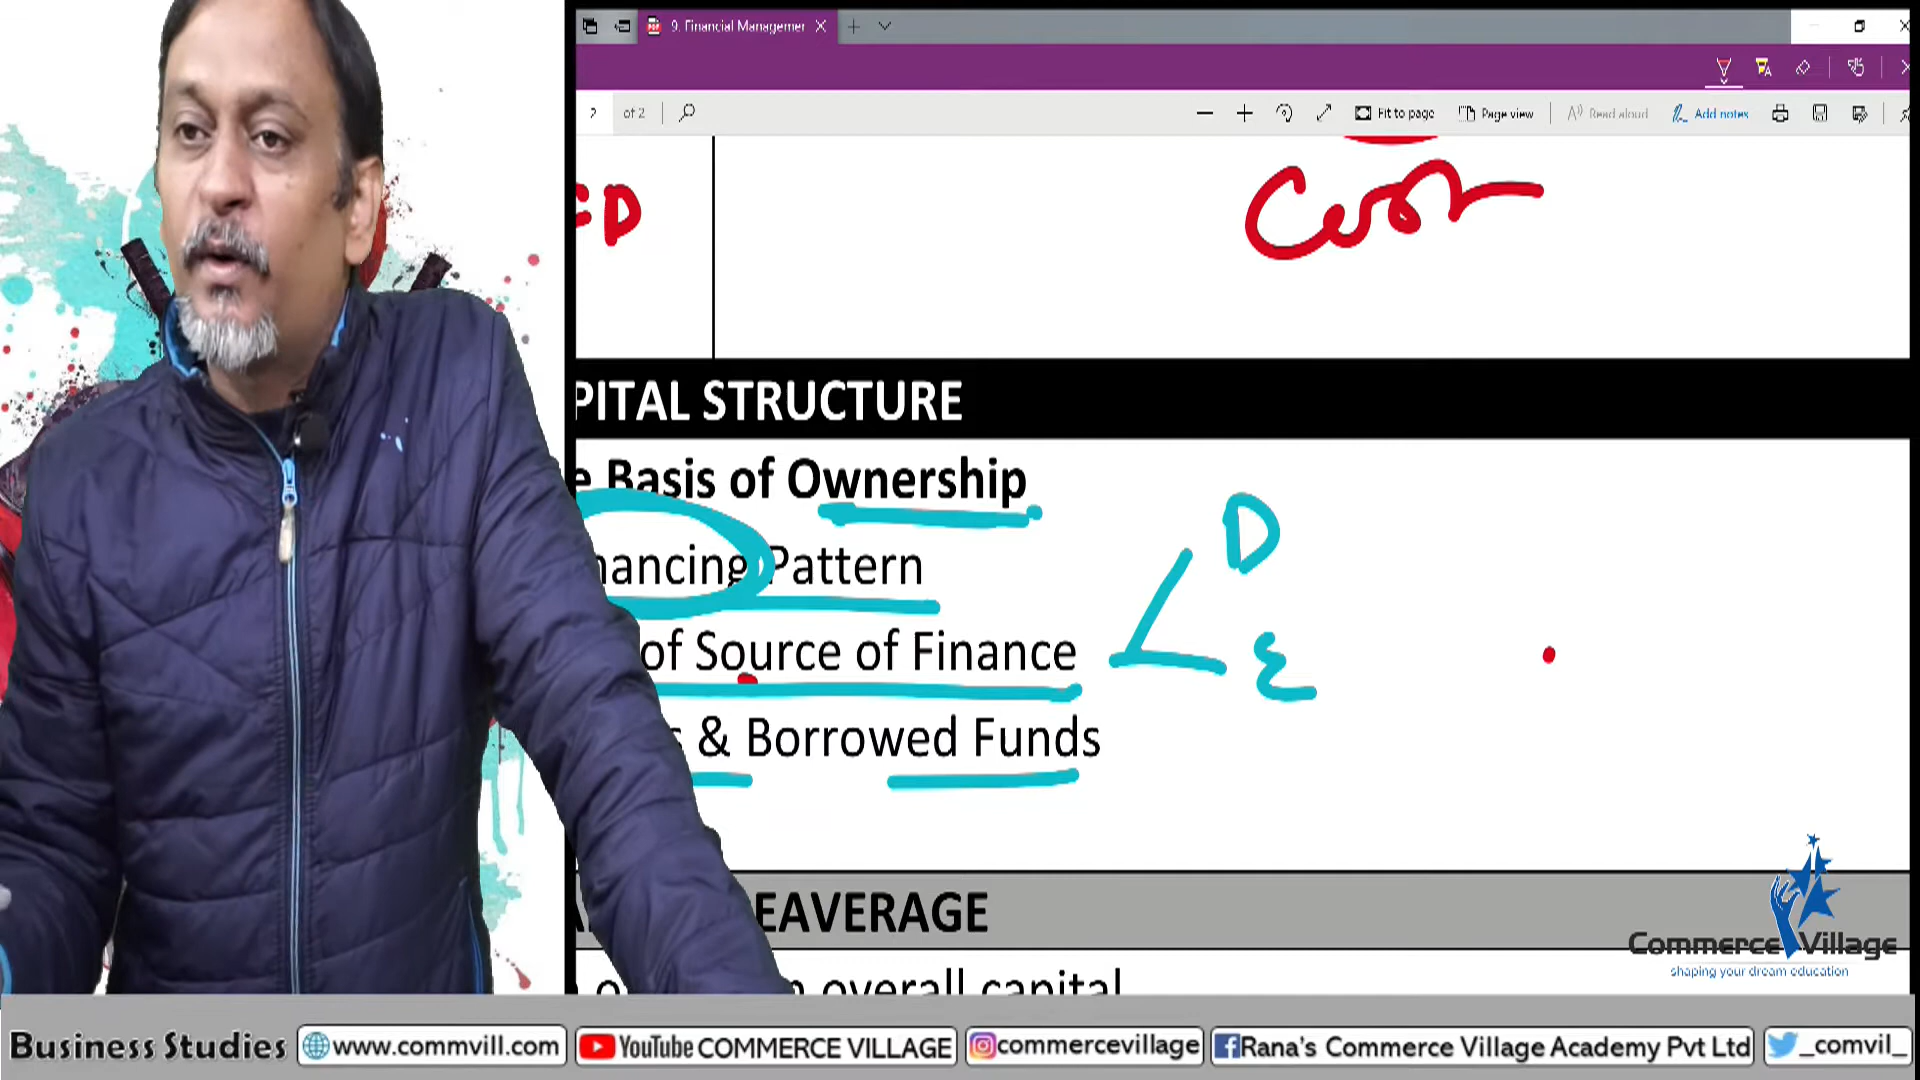 9. Financial Managemer
2 of 2
Fit to page
Page view
Read aloud
Add notes
D
PITAL STRUCTURE
e Basis of Ownership
nancing Pattern
D
of Source of Finance
E
& Borrowed Funds
EAVERAGE
Commerce Village
shaping your dream education
overall capital
Business Studies
www.commvill.com
YouTube COMMERCE VILLAGE
commercevillage
Rana's Commerce Village Academy Pvt Ltd
_comvil_